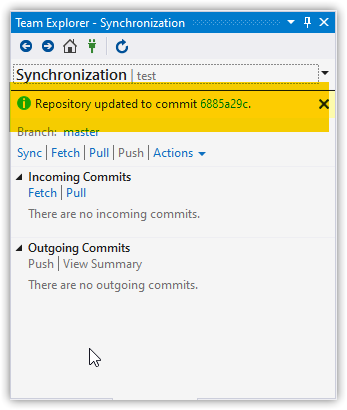 Team Explorer - Synchronization
Synchronization | test
Repository updated to commit 6885a29c.
Branch: master
Sync | Fetch | Pull | Push | Actions
Incoming Commits
Fetch | Pull
There are no incoming commits.
Outgoing Commits
Push | View Summary
There are no outgoing commits.